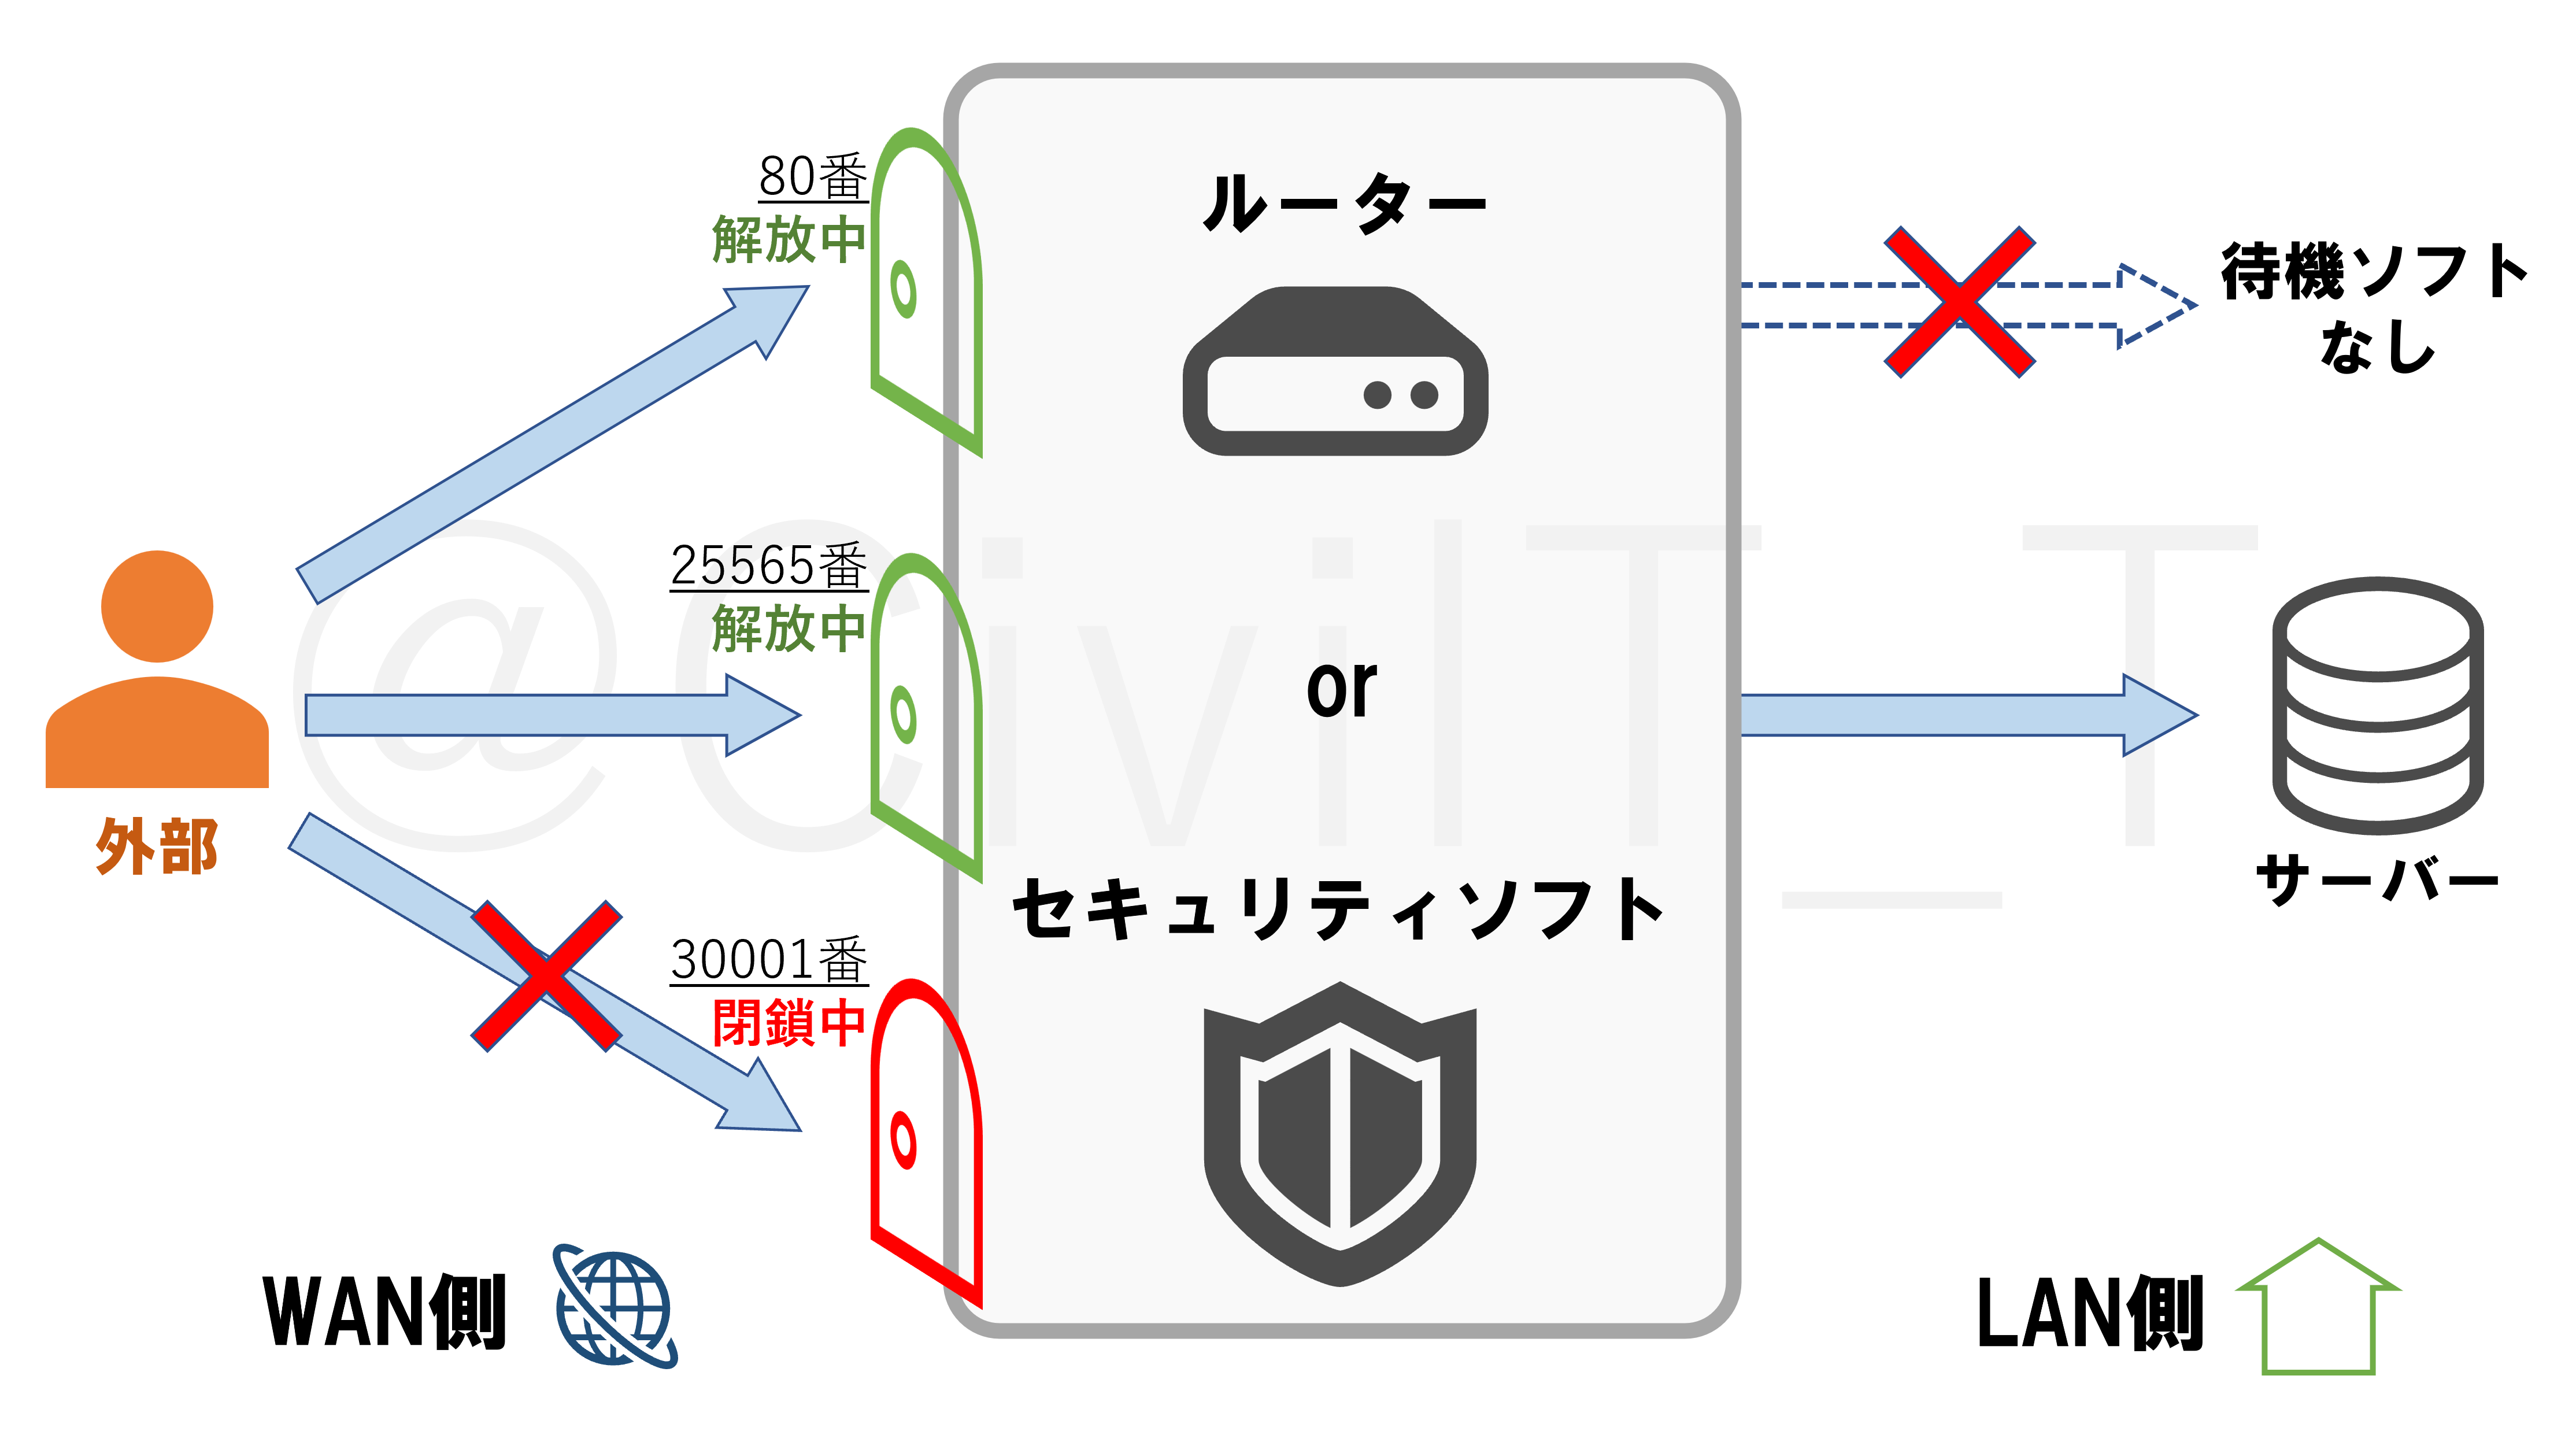 80番
解放中
ルーター
待機ソフト
なし
25565番
解放中
or
外部
セキュリティソフト
サーバー
30001番
閉鎖中
WAN側
LAN側
@CivilT_T